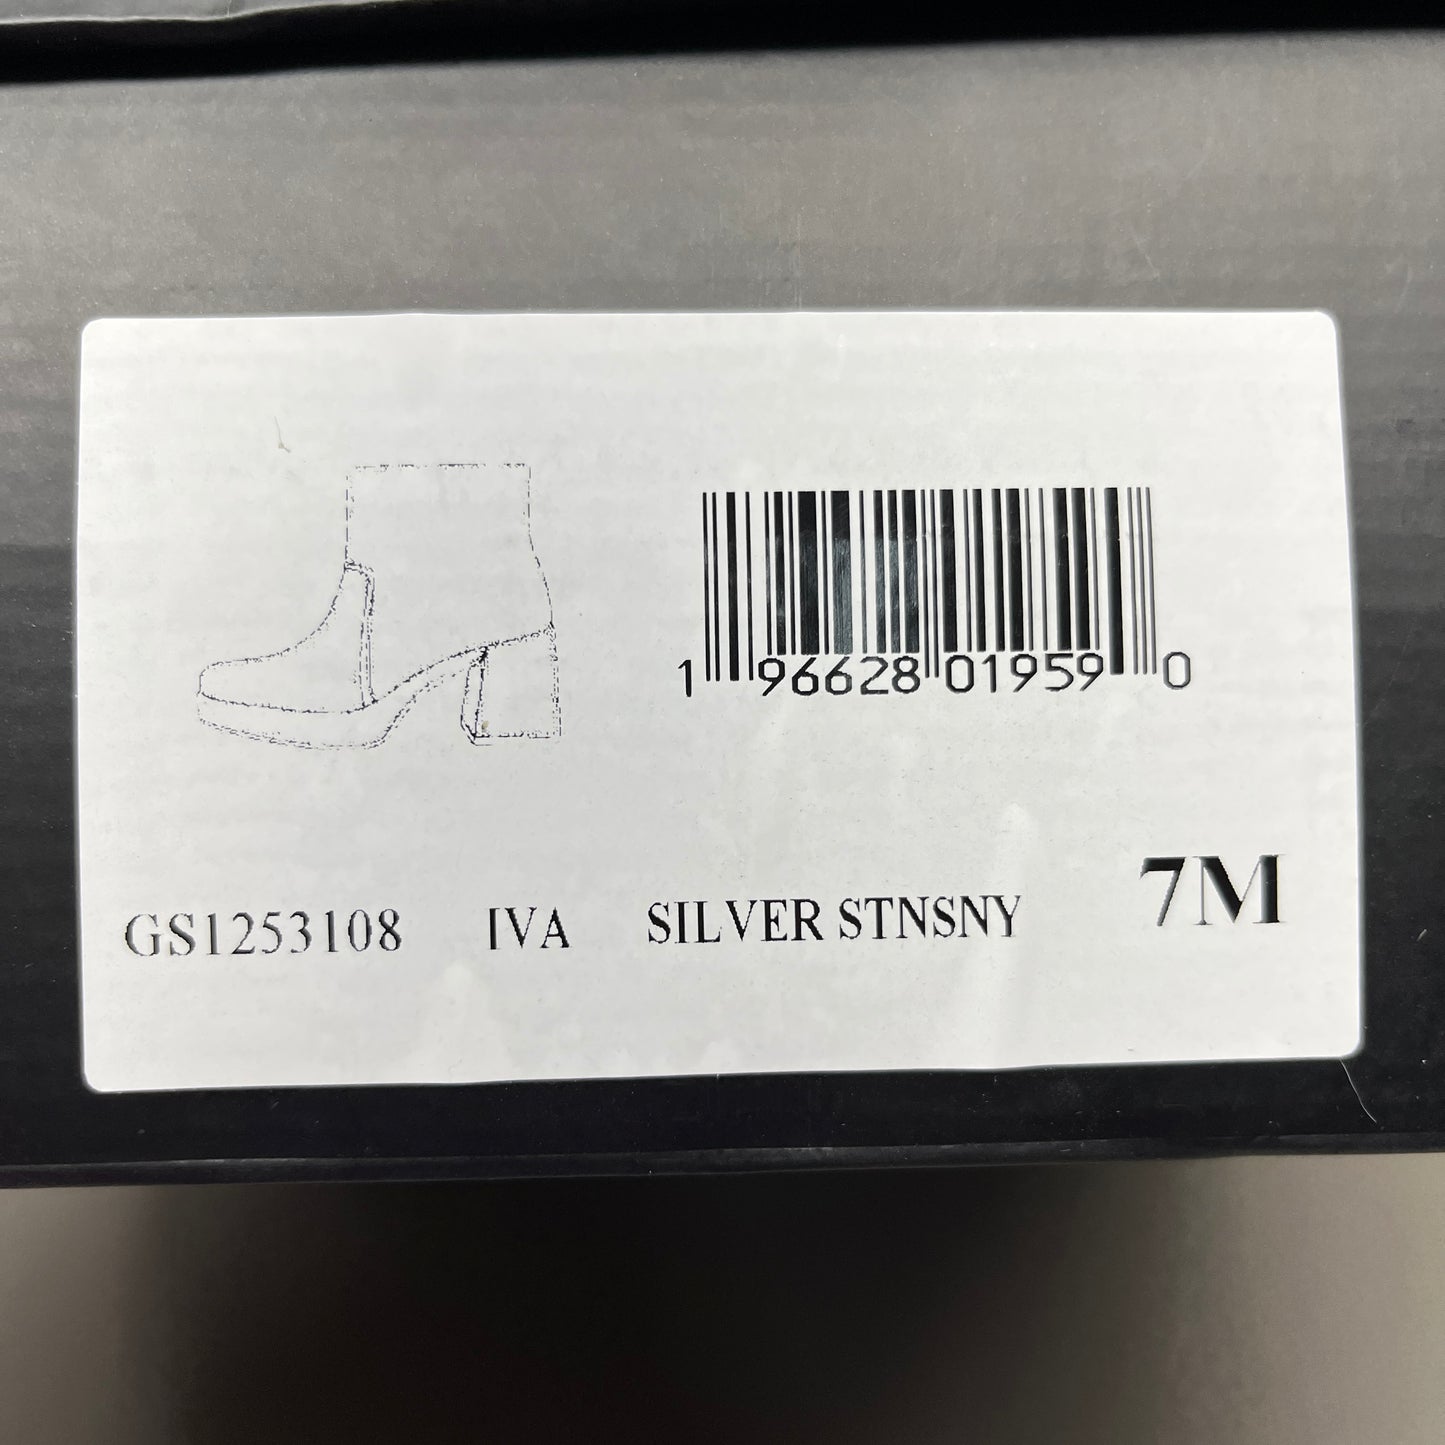 1 96628 01959 0
GS1253108 IVA SILVER STNSNY 7M